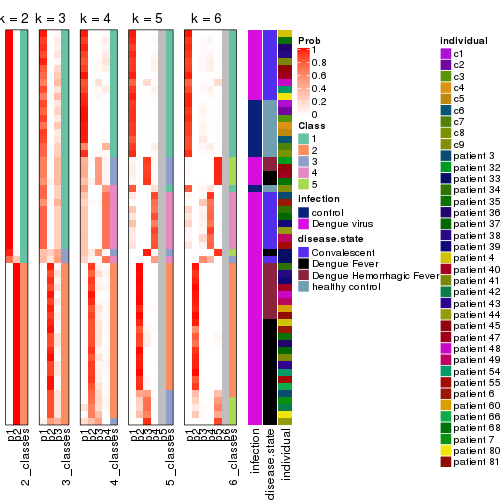 k = 2 k = 3 k = 4 k = 5 k = 6
Prob
1
0.8
0.6
0.4
0.2
0
Class
1
2
3
4
5
infection
control
Dengue virus
disease.state
Convalescent
Dengue Fever
Dengue Hemorrhagic Fever
healthy control
individual
c1
c2
c3
c4
c5
c6
c7
c8
c9
patient 3
patient 32
patient 33
patient 34
patient 35
patient 36
patient 37
patient 38
patient 39
patient 4
patient 40
patient 41
patient 42
patient 43
patient 44
patient 45
patient 47
patient 48
patient 49
patient 54
patient 55
patient 6
patient 60
patient 66
patient 68
patient 7
patient 80
patient 81
p1
p2
2_classes
p1
p2
p3
3_classes
p1
p2
p3
p4
4_classes
p1
p2
p3
p4
p5
5_classes
p1
p2
p3
p4
p5
6_classes
infection
disease.state
individual